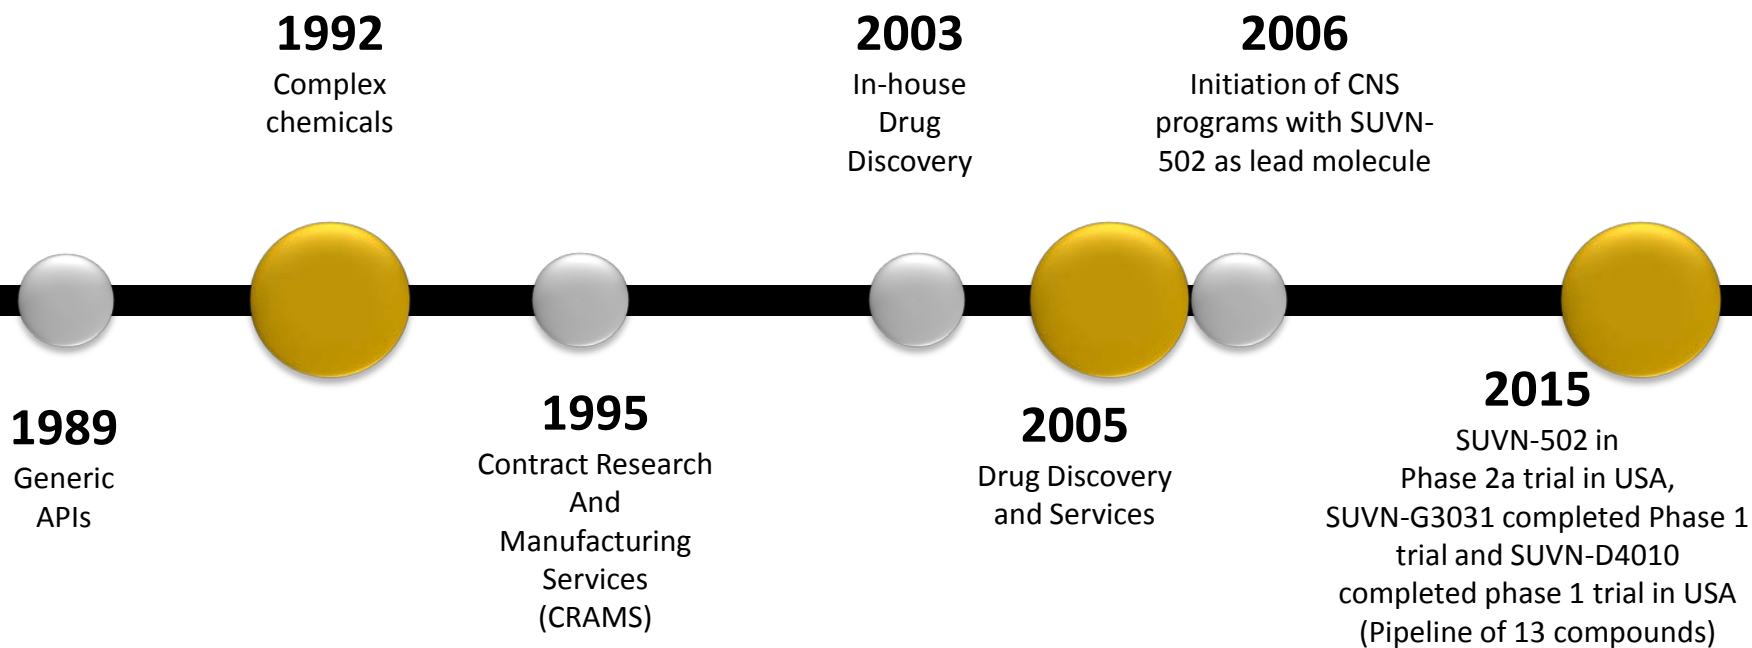 1989
Generic
APIs
1992
Complex
chemicals
1995
Contract Research
And
Manufacturing
Services
(CRAMS)
2003
In-house
Drug
Discovery
2005
Drug Discovery
and Services
2006
Initiation of CNS
programs with SUVN-
502 as lead molecule
2015
SUVN-502 in
Phase 2a trial in USA,
SUVN-G3031 completed Phase 1
trial and SUVN-D4010
completed phase 1 trial in USA
(Pipeline of 13 compounds)